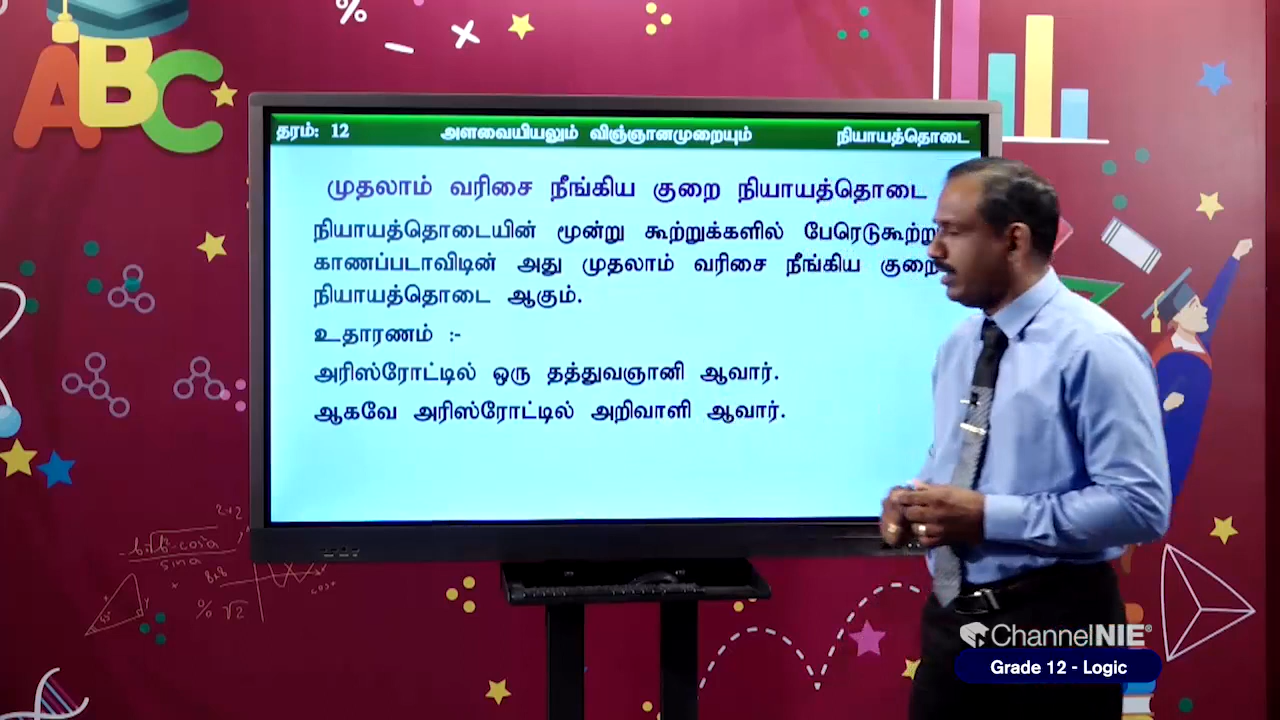 ABC
தரம்: 12 அளவையியலும் விஞ்ஞானமுறையும் நியாயத்தொடை
முதலாம் வரிசை நீங்கிய குறை நியாயத்தொடை
நியாயத்தொடையின் மூன்று கூற்றுக்களில் பேரெடுகூற்று
காணப்படாவிடின் அது முதலாம் வரிசை நீங்கிய குறை
நியாயத்தொடை ஆகும்.
உதாரணம் :-
அரிஸ்ரோட்டில் ஒரு தத்துவஞானி ஆவார்.
ஆகவே அரிஸ்ரோட்டில் அறிவாளி ஆவார்.
ChannelNIE
Grade 12 - Logic